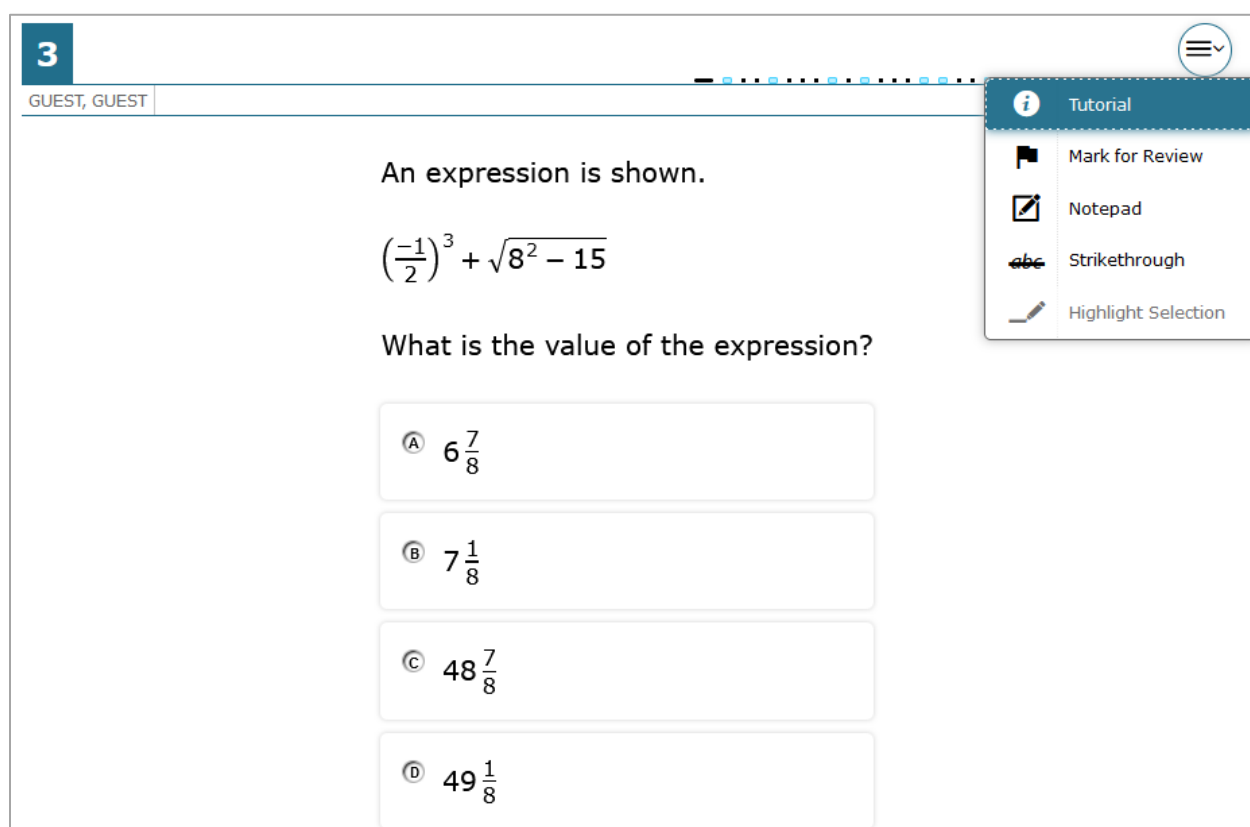 3
GUEST, GUEST
Tutorial
Mark for Review
Notepad
abc Strikethrough
Highlight Selection
An expression is shown.
(−1/2)³ + √(8² − 15)
What is the value of the expression?
A 6 7/8
B 7 1/8
C 48 7/8
D 49 1/8